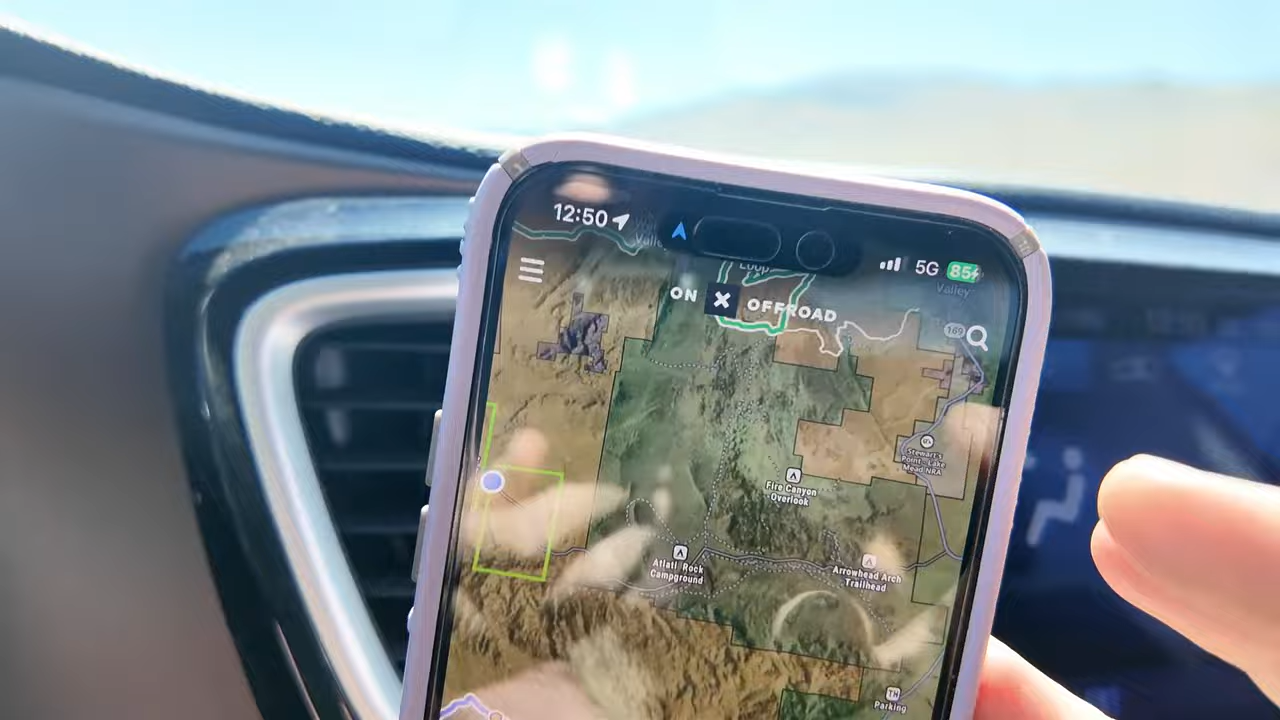 12:50
5G 85
Loop
Valley
ON X OFFROAD
169
Stewart's
Point - Lake
Mead NRA
Fire Canyon
Overlook
Atlatl Rock
Campground
Arrowhead Arch
Trailhead
TH
Parking